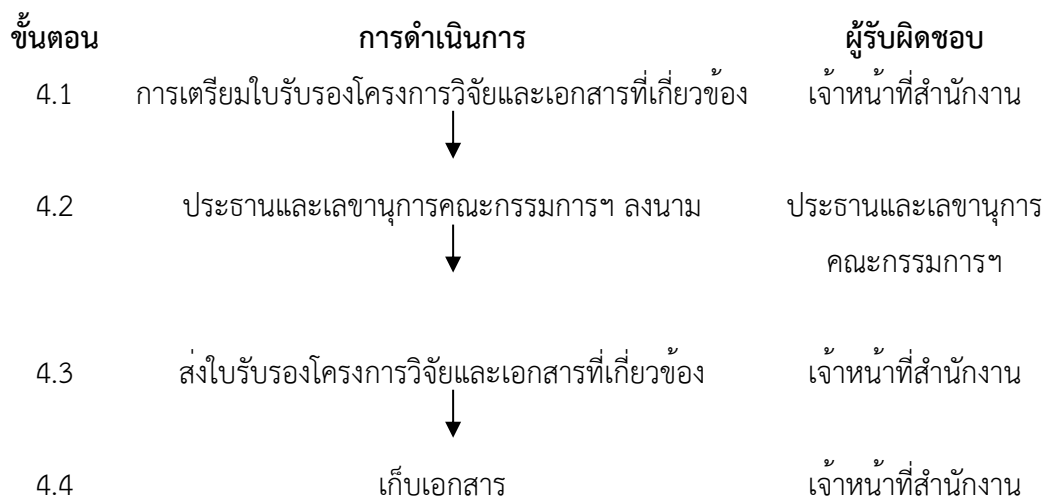 ขั้นตอน การดำเนินการ ผู้รับผิดชอบ
4.1 การเตรียมใบรับรองโครงการวิจัยและเอกสารที่เกี่ยวข้อง เจ้าหน้าที่สำนักงาน
4.2 ประธานและเลขานุการคณะกรรมการฯ ลงนาม ประธานและเลขานุการ
คณะกรรมการฯ
4.3 ส่งใบรับรองโครงการวิจัยและเอกสารที่เกี่ยวข้อง เจ้าหน้าที่สำนักงาน
4.4 เก็บเอกสาร เจ้าหน้าที่สำนักงาน